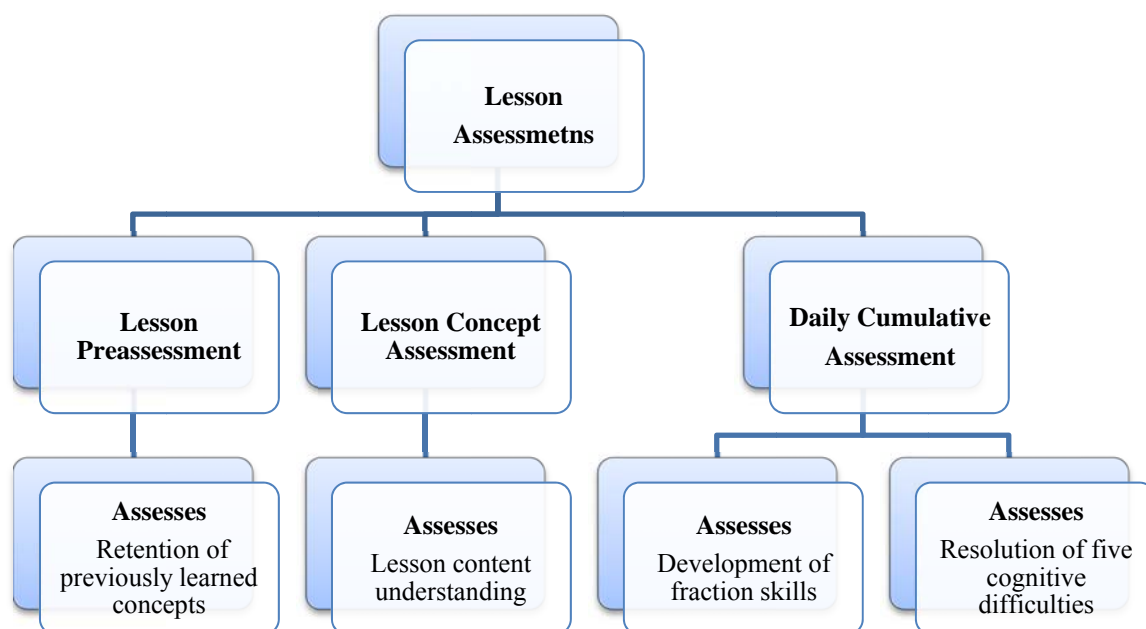 Lesson
Assessmetns
Lesson
Preassessment
Lesson Concept
Assessment
Daily Cumulative
Assessment
Assesses
Retention of
previously learned
concepts
Assesses
Lesson content
understanding
Assesses
Development of
fraction skills
Assesses
Resolution of five
cognitive
difficulties